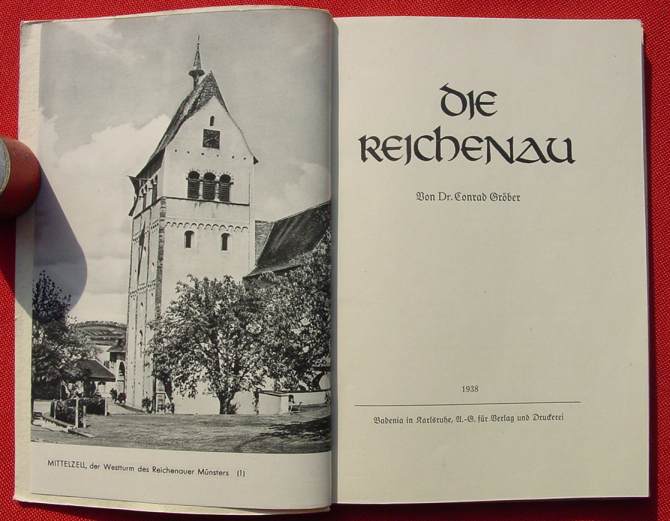 MITTELZELL, der Westturm des Reichenauer Münsters (1)
DIE
REICHENAU
Von Dr. Conrad Gröber
1938
Badenia in Karlsruhe, A.-G. für Verlag und Druckerei